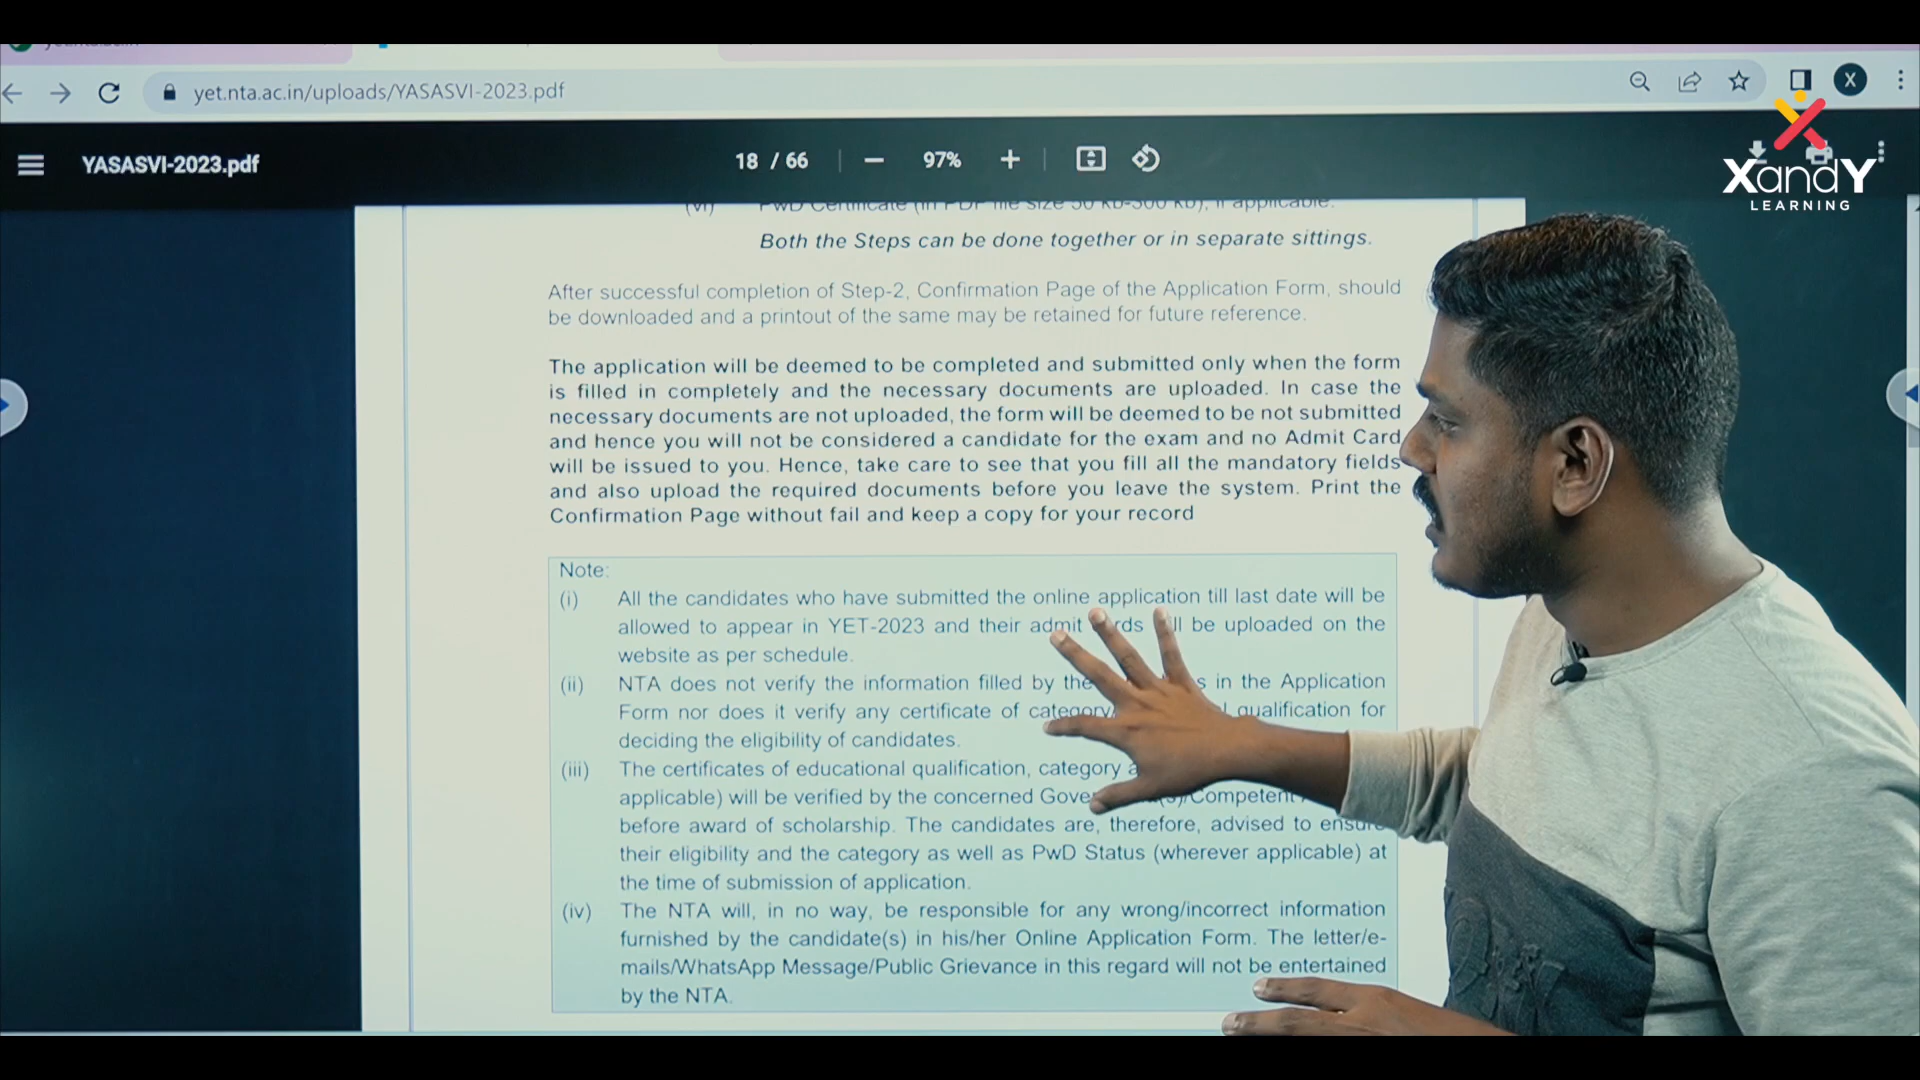 yet.nta.ac.in/uploads/YASASVI-2023.pdf
X
YASASVI-2023.pdf
18 / 66
97%
XandY
LEARNING
(vi) PwD Certificate (in PDF file size 50 kb-300 kb), if applicable.
Both the Steps can be done together or in separate sittings.
After successful completion of Step-2, Confirmation Page of the Application Form, should
be downloaded and a printout of the same may be retained for future reference.
The application will be deemed to be completed and submitted only when the form
is filled in completely and the necessary documents are uploaded. In case the
necessary documents are not uploaded, the form will be deemed to be not submitted
and hence you will not be considered a candidate for the exam and no Admit Card
will be issued to you. Hence, take care to see that you fill all the mandatory fields
and also upload the required documents before you leave the system. Print the
Confirmation Page without fail and keep a copy for your record
Note:
(i) All the candidates who have submitted the online application till last date will be
allowed to appear in YET-2023 and their admit be uploaded on the
website as per schedule.
(ii) NTA does not verify the information filled by the in the Application
Form nor does it verify any certificate of category qualification for
deciding the eligibility of candidates.
(iii) The certificates of educational qualification, category
applicable) will be verified by the concerned Competent
before award of scholarship. The candidates are, therefore, advised to ensure
their eligibility and the category as well as PwD Status (wherever applicable) at
the time of submission of application.
(iv) The NTA will, in no way, be responsible for any wrong/incorrect information
furnished by the candidate(s) in his/her Online Application Form. The letter/e-
mails/WhatsApp Message/Public Grievance in this regard will not be entertained
by the NTA.